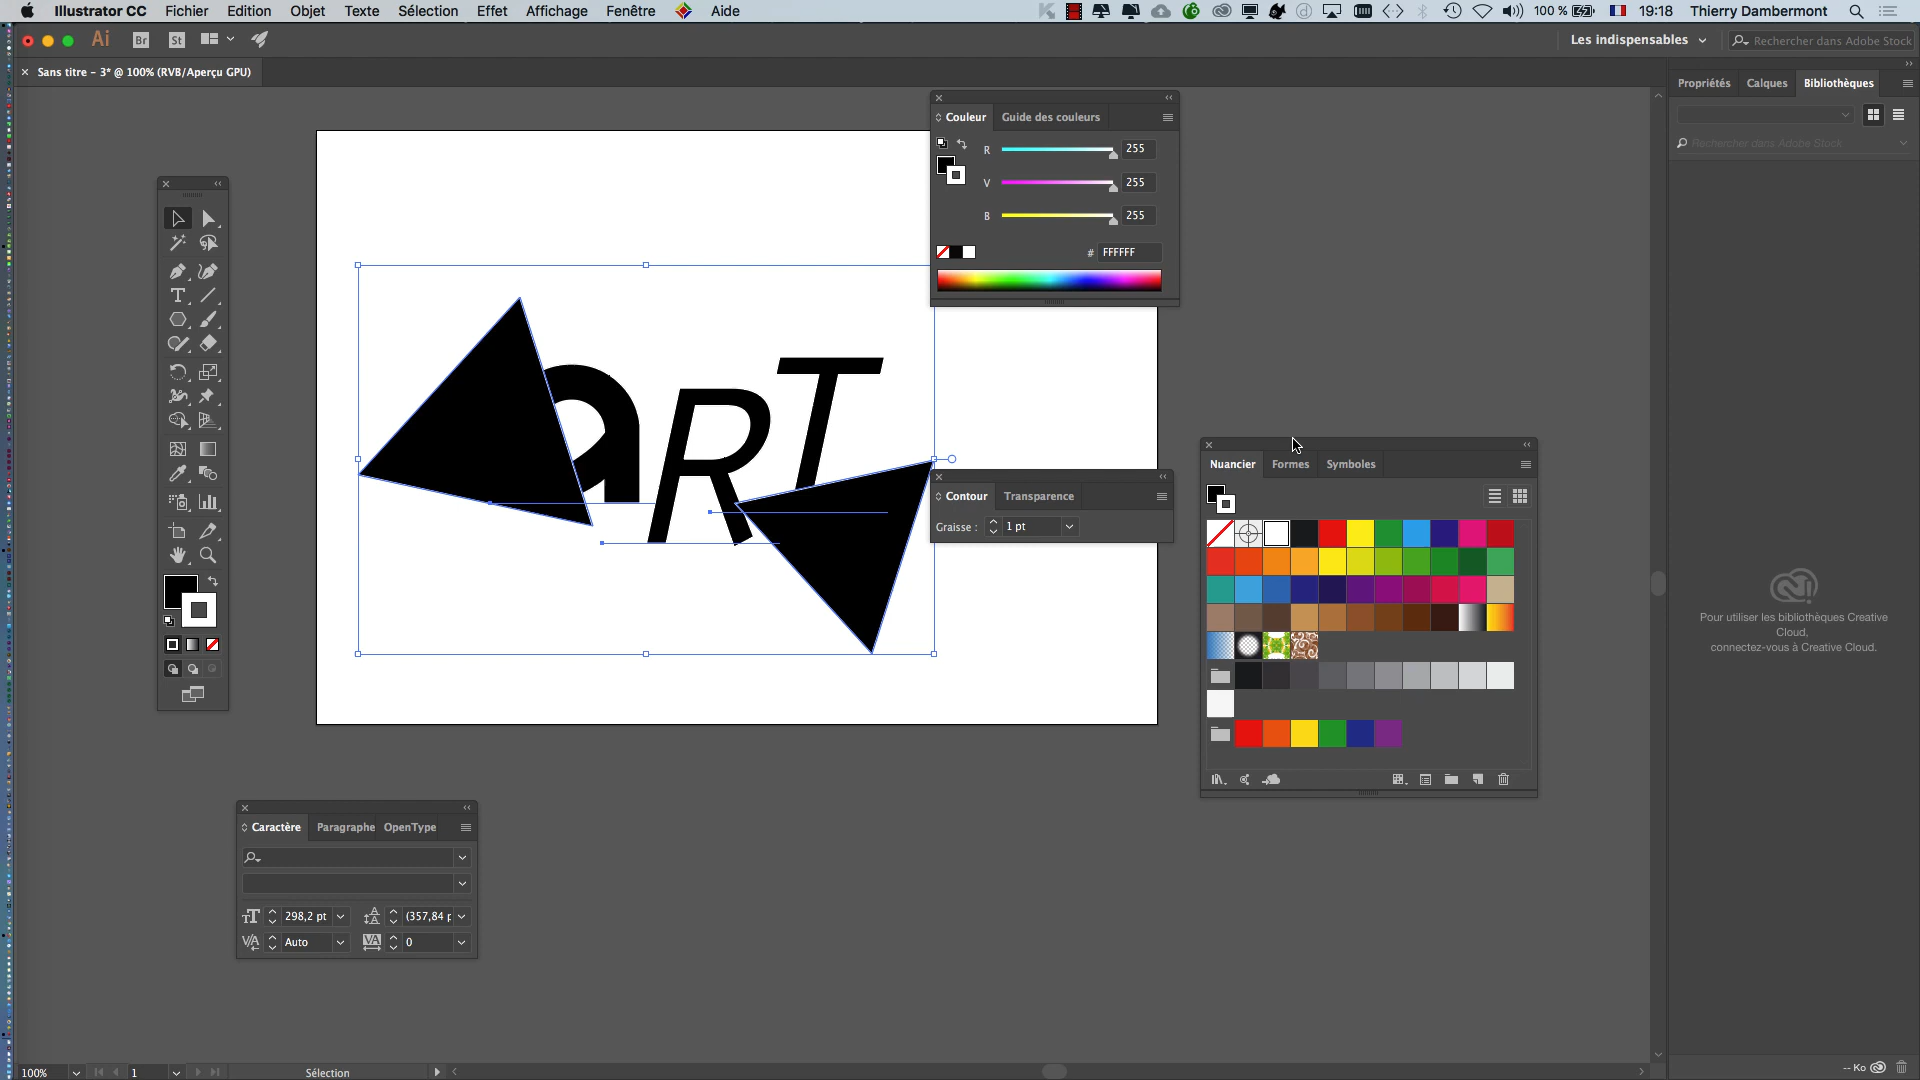 Illustrator CC Fichier Edition Objet Texte Sélection Effet Affichage Fenêtre Aide 100 % 19:18 Thierry Dambermont
Ai Br St Les indispensables Rechercher dans Adobe Stock
Sans titre - 3* @ 100% (RVB/Aperçu GPU)
Propriétés Calques Bibliothèques
Rechercher dans Adobe Stock
Couleur Guide des couleurs
R 255
V 255
B 255
# FFFFFF
aRT
Contour Transparence
Graisse : 1 pt
Nuancier Formes Symboles
Pour utiliser les bibliothèques Creative
Cloud,
connectez-vous à Creative Cloud.
Caractère Paragraphe OpenType
298,2 pt (357,84 p
Auto 0
100% 1 Sélection
-- Ko